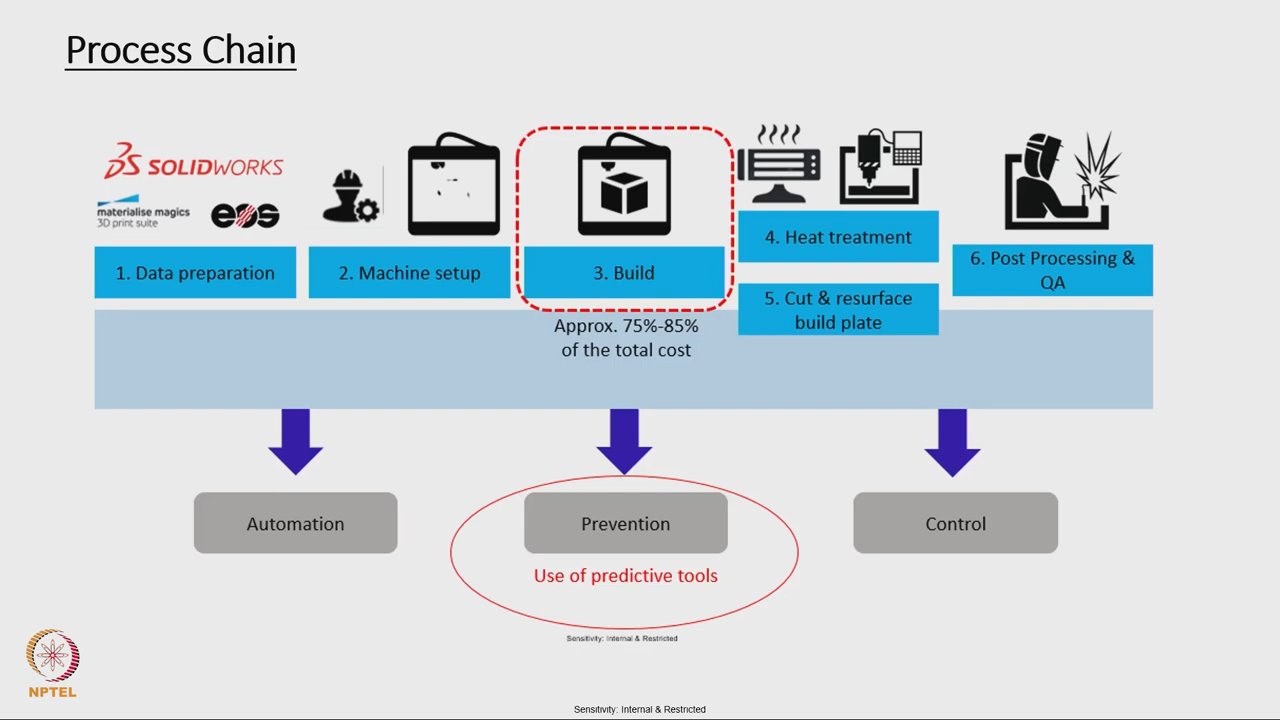 Process Chain
SOLIDWORKS
materialise magics
3D print suite
eos
1. Data preparation
2. Machine setup
3. Build
4. Heat treatment
5. Cut & resurface
build plate
6. Post Processing &
QA
Approx. 75%-85%
of the total cost
Automation
Prevention
Control
Use of predictive tools
Sensitivity: Internal & Restricted
NPTEL
Sensitivity: Internal & Restricted